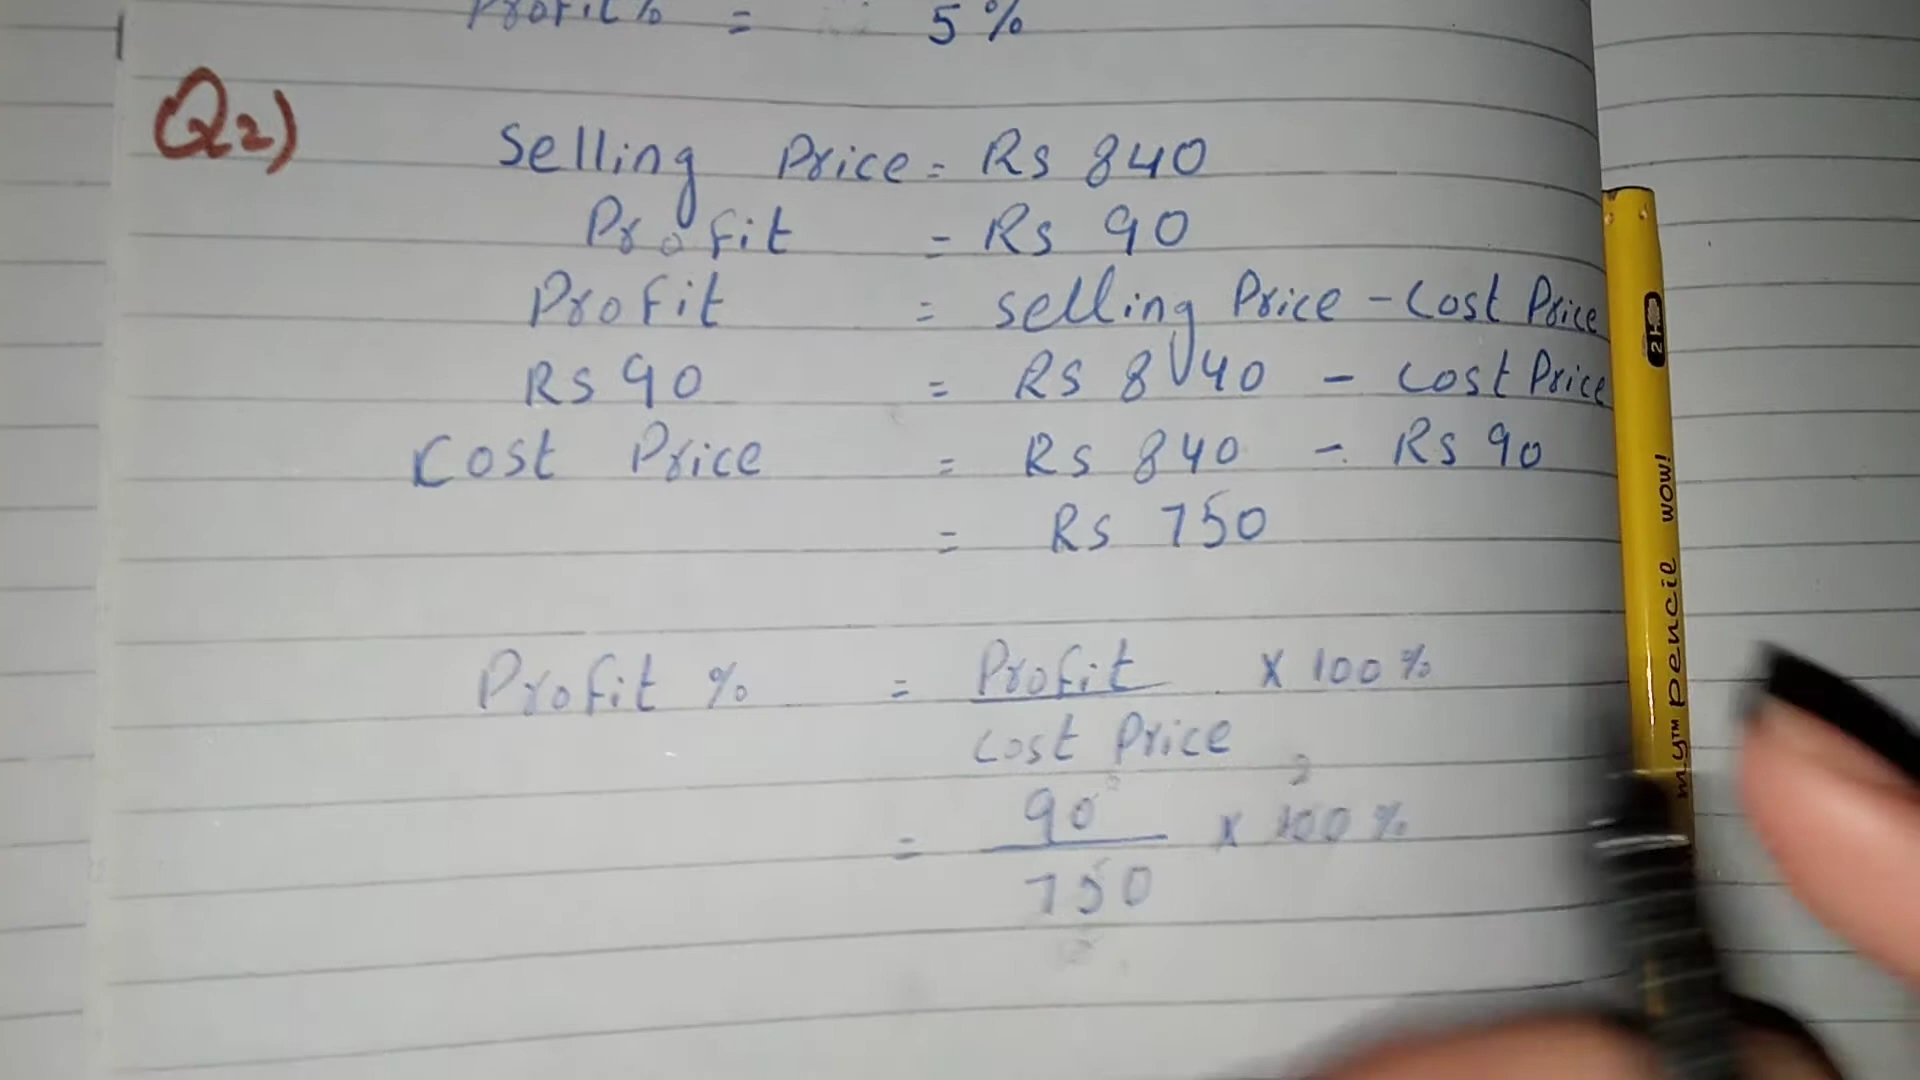 Profit% = 5%
Q2) Selling Price = Rs 840
Profit = Rs 90
Profit = selling Price - Cost Price
Rs 90 = Rs 840 - Cost Price
Cost Price = Rs 840 - Rs 90
= Rs 750
Profit % = Profit x 100 %
Cost Price
= 90 x 100 %
750
my™ pencil wow!